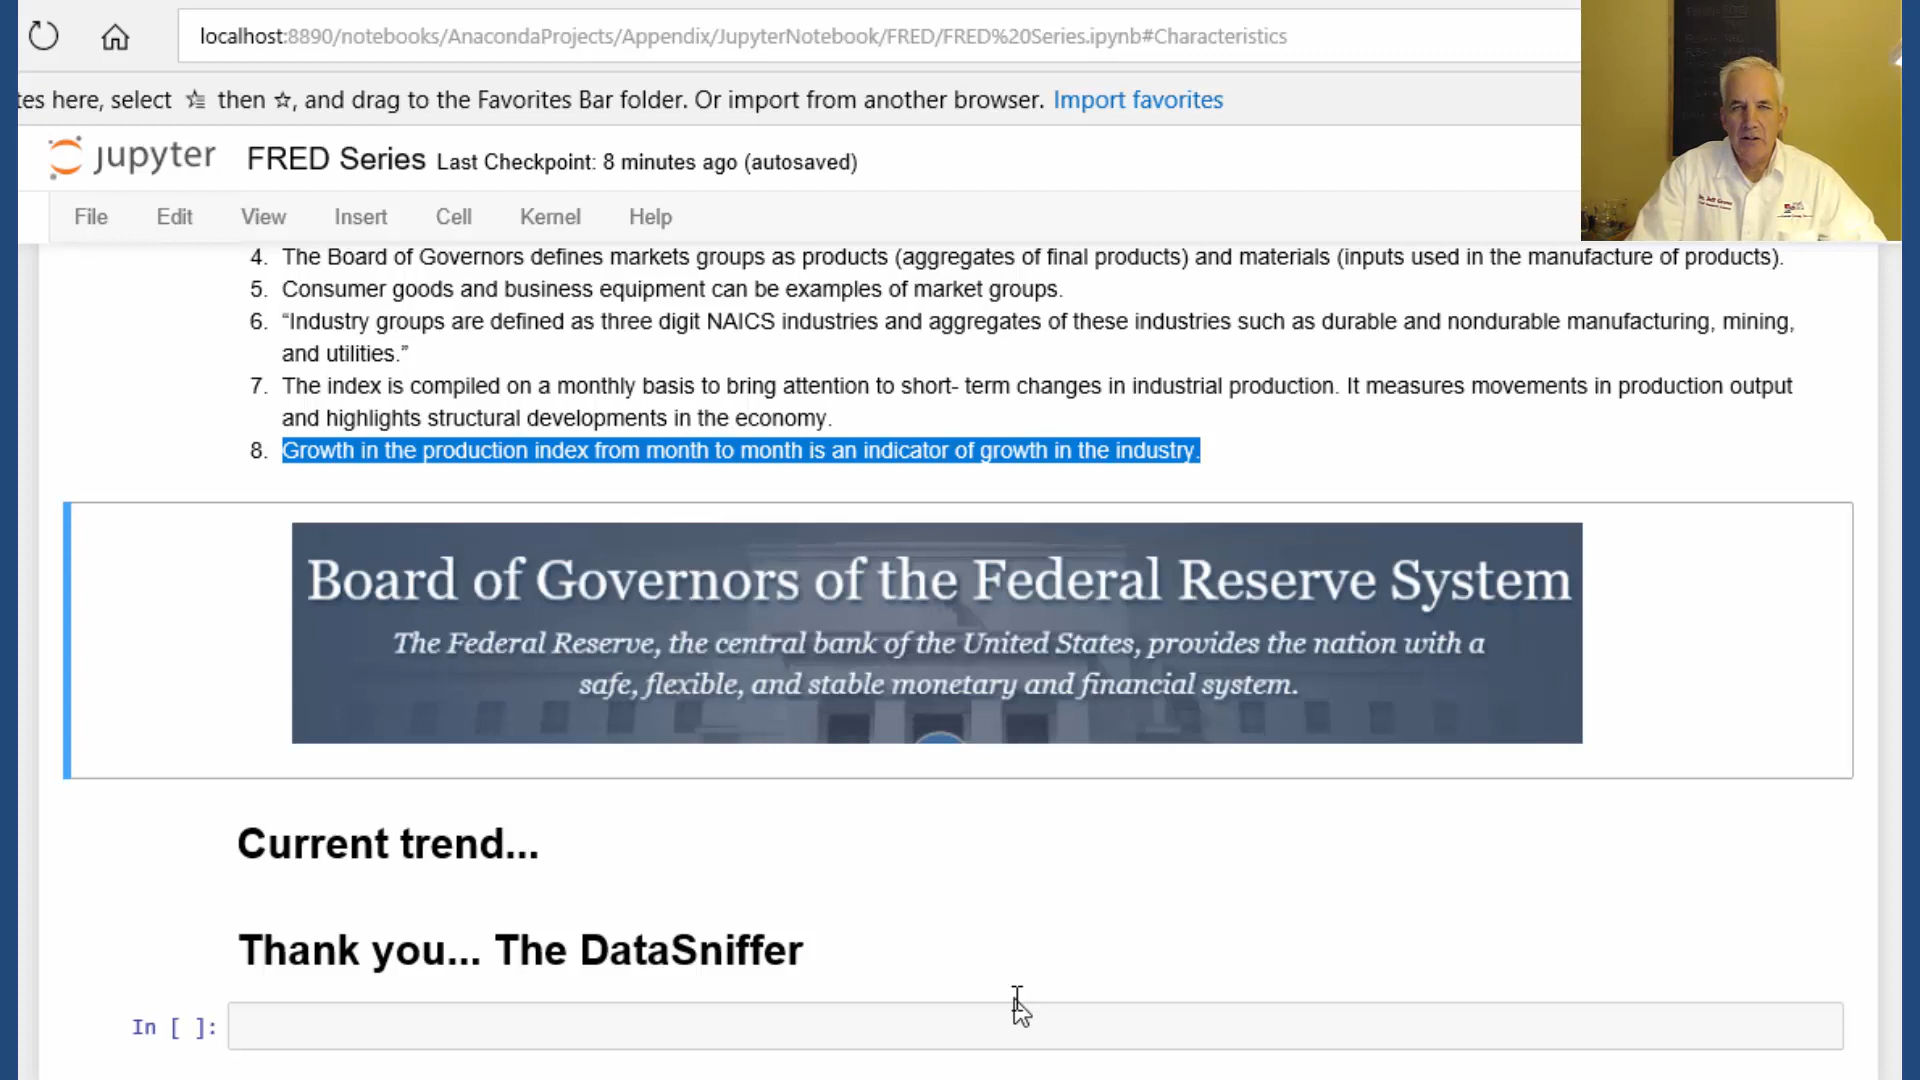 localhost:8890/notebooks/AnacondaProjects/Appendix/JupyterNotebook/FRED/FRED%20Series.ipynb#Characteristics
tes here, select then , and drag to the Favorites Bar folder. Or import from another browser. Import favorites
jupyter FRED Series Last Checkpoint: 8 minutes ago (autosaved)
File Edit View Insert Cell Kernel Help
4. The Board of Governors defines markets groups as products (aggregates of final products) and materials (inputs used in the manufacture of products).
5. Consumer goods and business equipment can be examples of market groups.
6. “Industry groups are defined as three digit NAICS industries and aggregates of these industries such as durable and nondurable manufacturing, mining,
and utilities.”
7. The index is compiled on a monthly basis to bring attention to short- term changes in industrial production. It measures movements in production output
and highlights structural developments in the economy.
8. Growth in the production index from month to month is an indicator of growth in the industry.
Board of Governors of the Federal Reserve System
The Federal Reserve, the central bank of the United States, provides the nation with a
safe, flexible, and stable monetary and financial system.
Current trend...
Thank you... The DataSniffer
In [ ]: